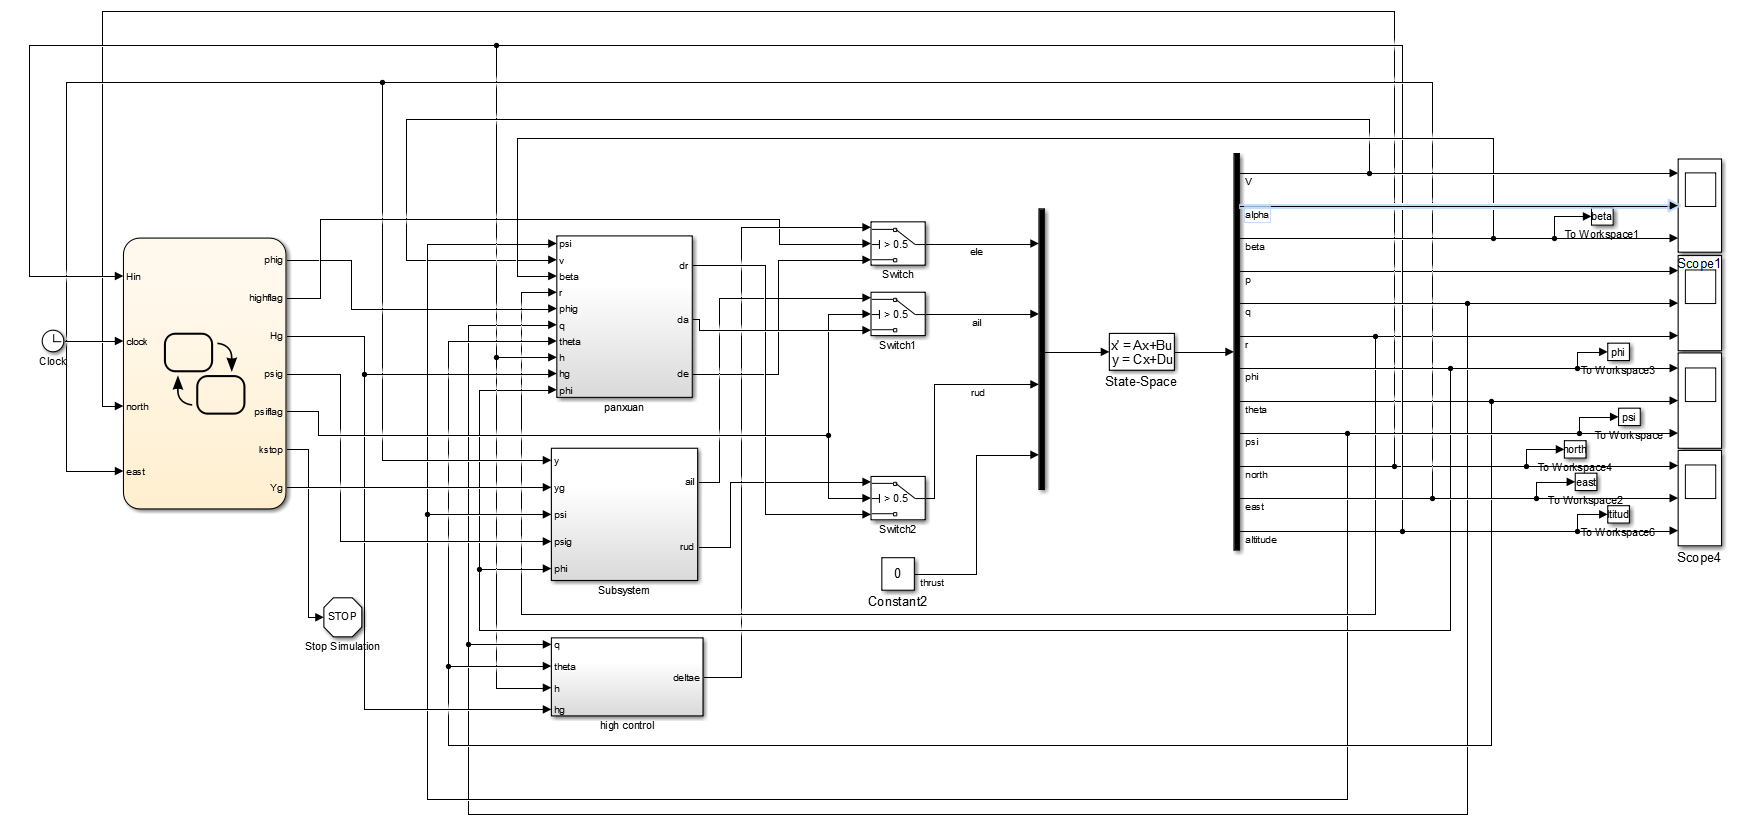 Clock
Hin
clock
north
east
phig
highflag
Hg
psig
psiflag
kstop
Yg
STOP
Stop Simulation
psi
v
beta
r
phig
q
theta
h
hg
phi
dr
da
de
panxuan
y
yg
psi
psig
phi
ail
rud
Subsystem
q
theta
h
hg
deltae
high control
> 0.5
Switch
> 0.5
Switch1
> 0.5
Switch2
0
Constant2
ele
ail
rud
thrust
x' = Ax+Bu
y = Cx+Du
State-Space
V
alpha
beta
p
q
r
phi
theta
psi
north
east
altitude
beta
To Workspace1
phi
To Workspace3
psi
To Workspace
north
To Workspace4
east
To Workspace2
titud
To Workspace6
Scope1
Scope4